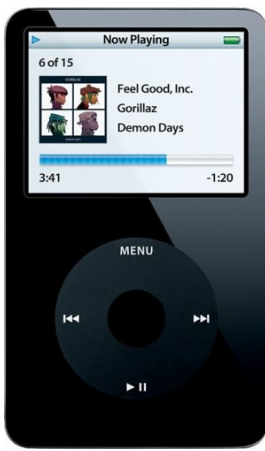 Now Playing
6 of 15
Feel Good, Inc.
Gorillaz
Demon Days
3:41 -1:20
MENU